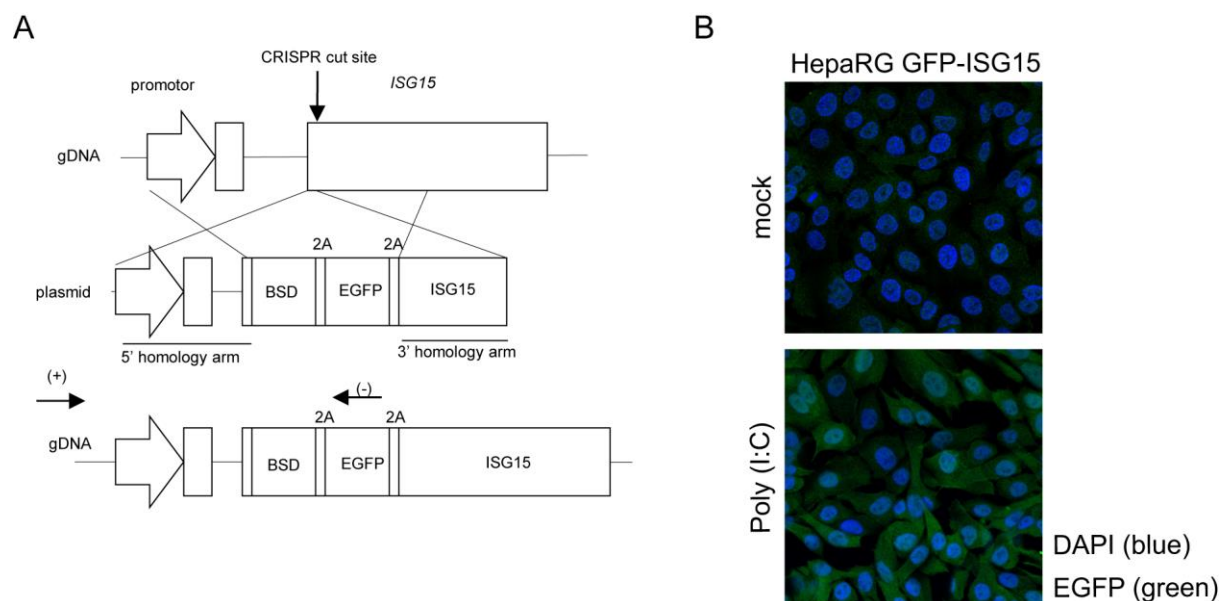 A
CRISPR cut site
promotor
ISG15
gDNA
2A 2A
plasmid
BSD EGFP ISG15
5' homology arm
3' homology arm
(+)
(-)
2A 2A
gDNA
BSD EGFP ISG15
B
HepaRG GFP-ISG15
mock
Poly (I:C)
DAPI (blue)
EGFP (green)